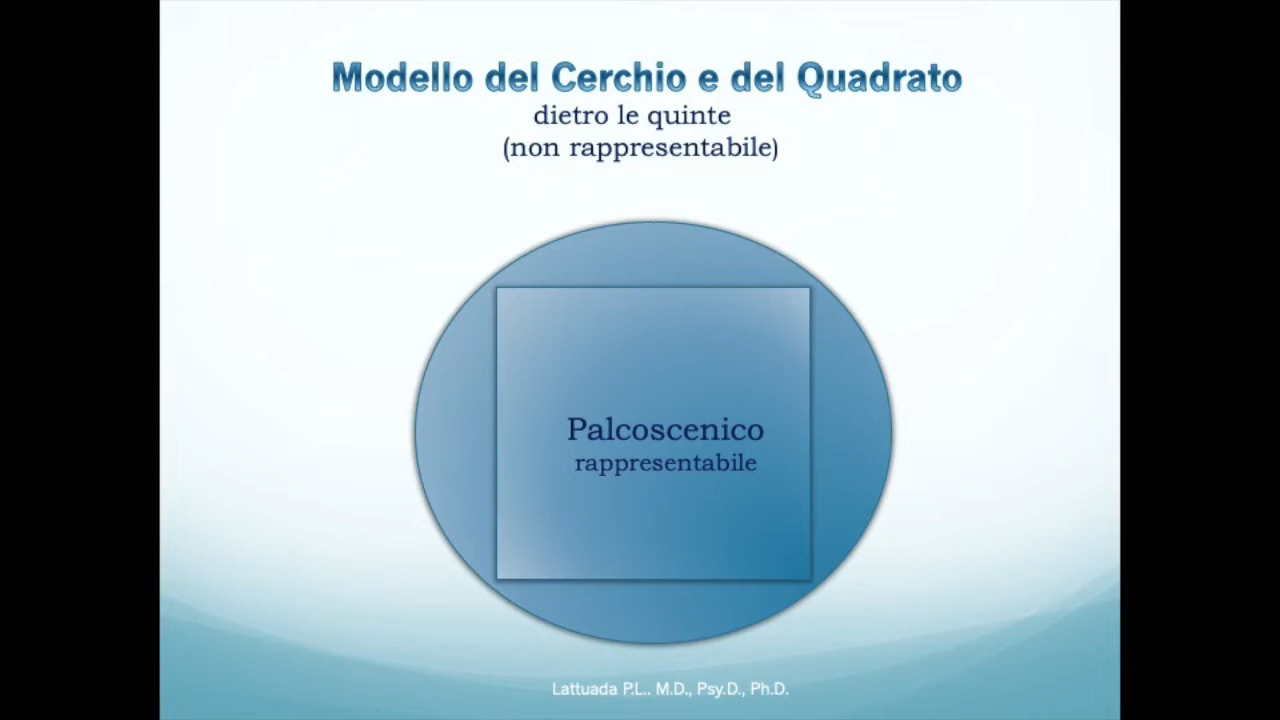 Modello del Cerchio e del Quadrato
dietro le quinte
(non rappresentabile)
Palcoscenico
rappresentabile
Lattuada P.L.. M.D., Psy.D., Ph.D.